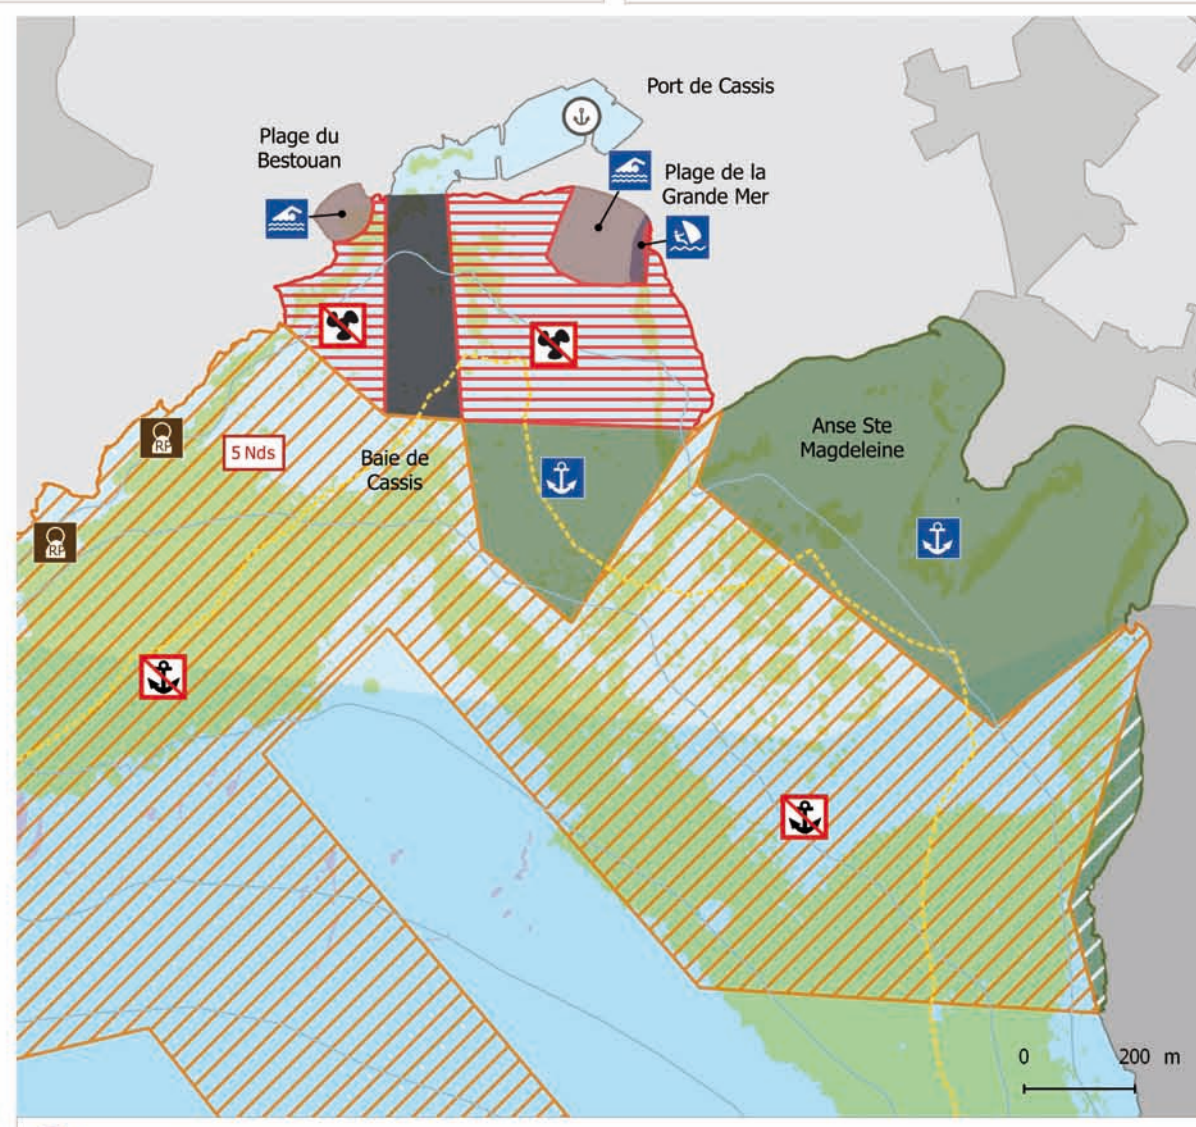 Port de Cassis
Plage du
Bestouan
Plage de la
Grande Mer
Anse Ste
Magdeleine
RP
5 Nds
Baie de
Cassis
RP
0 200 m